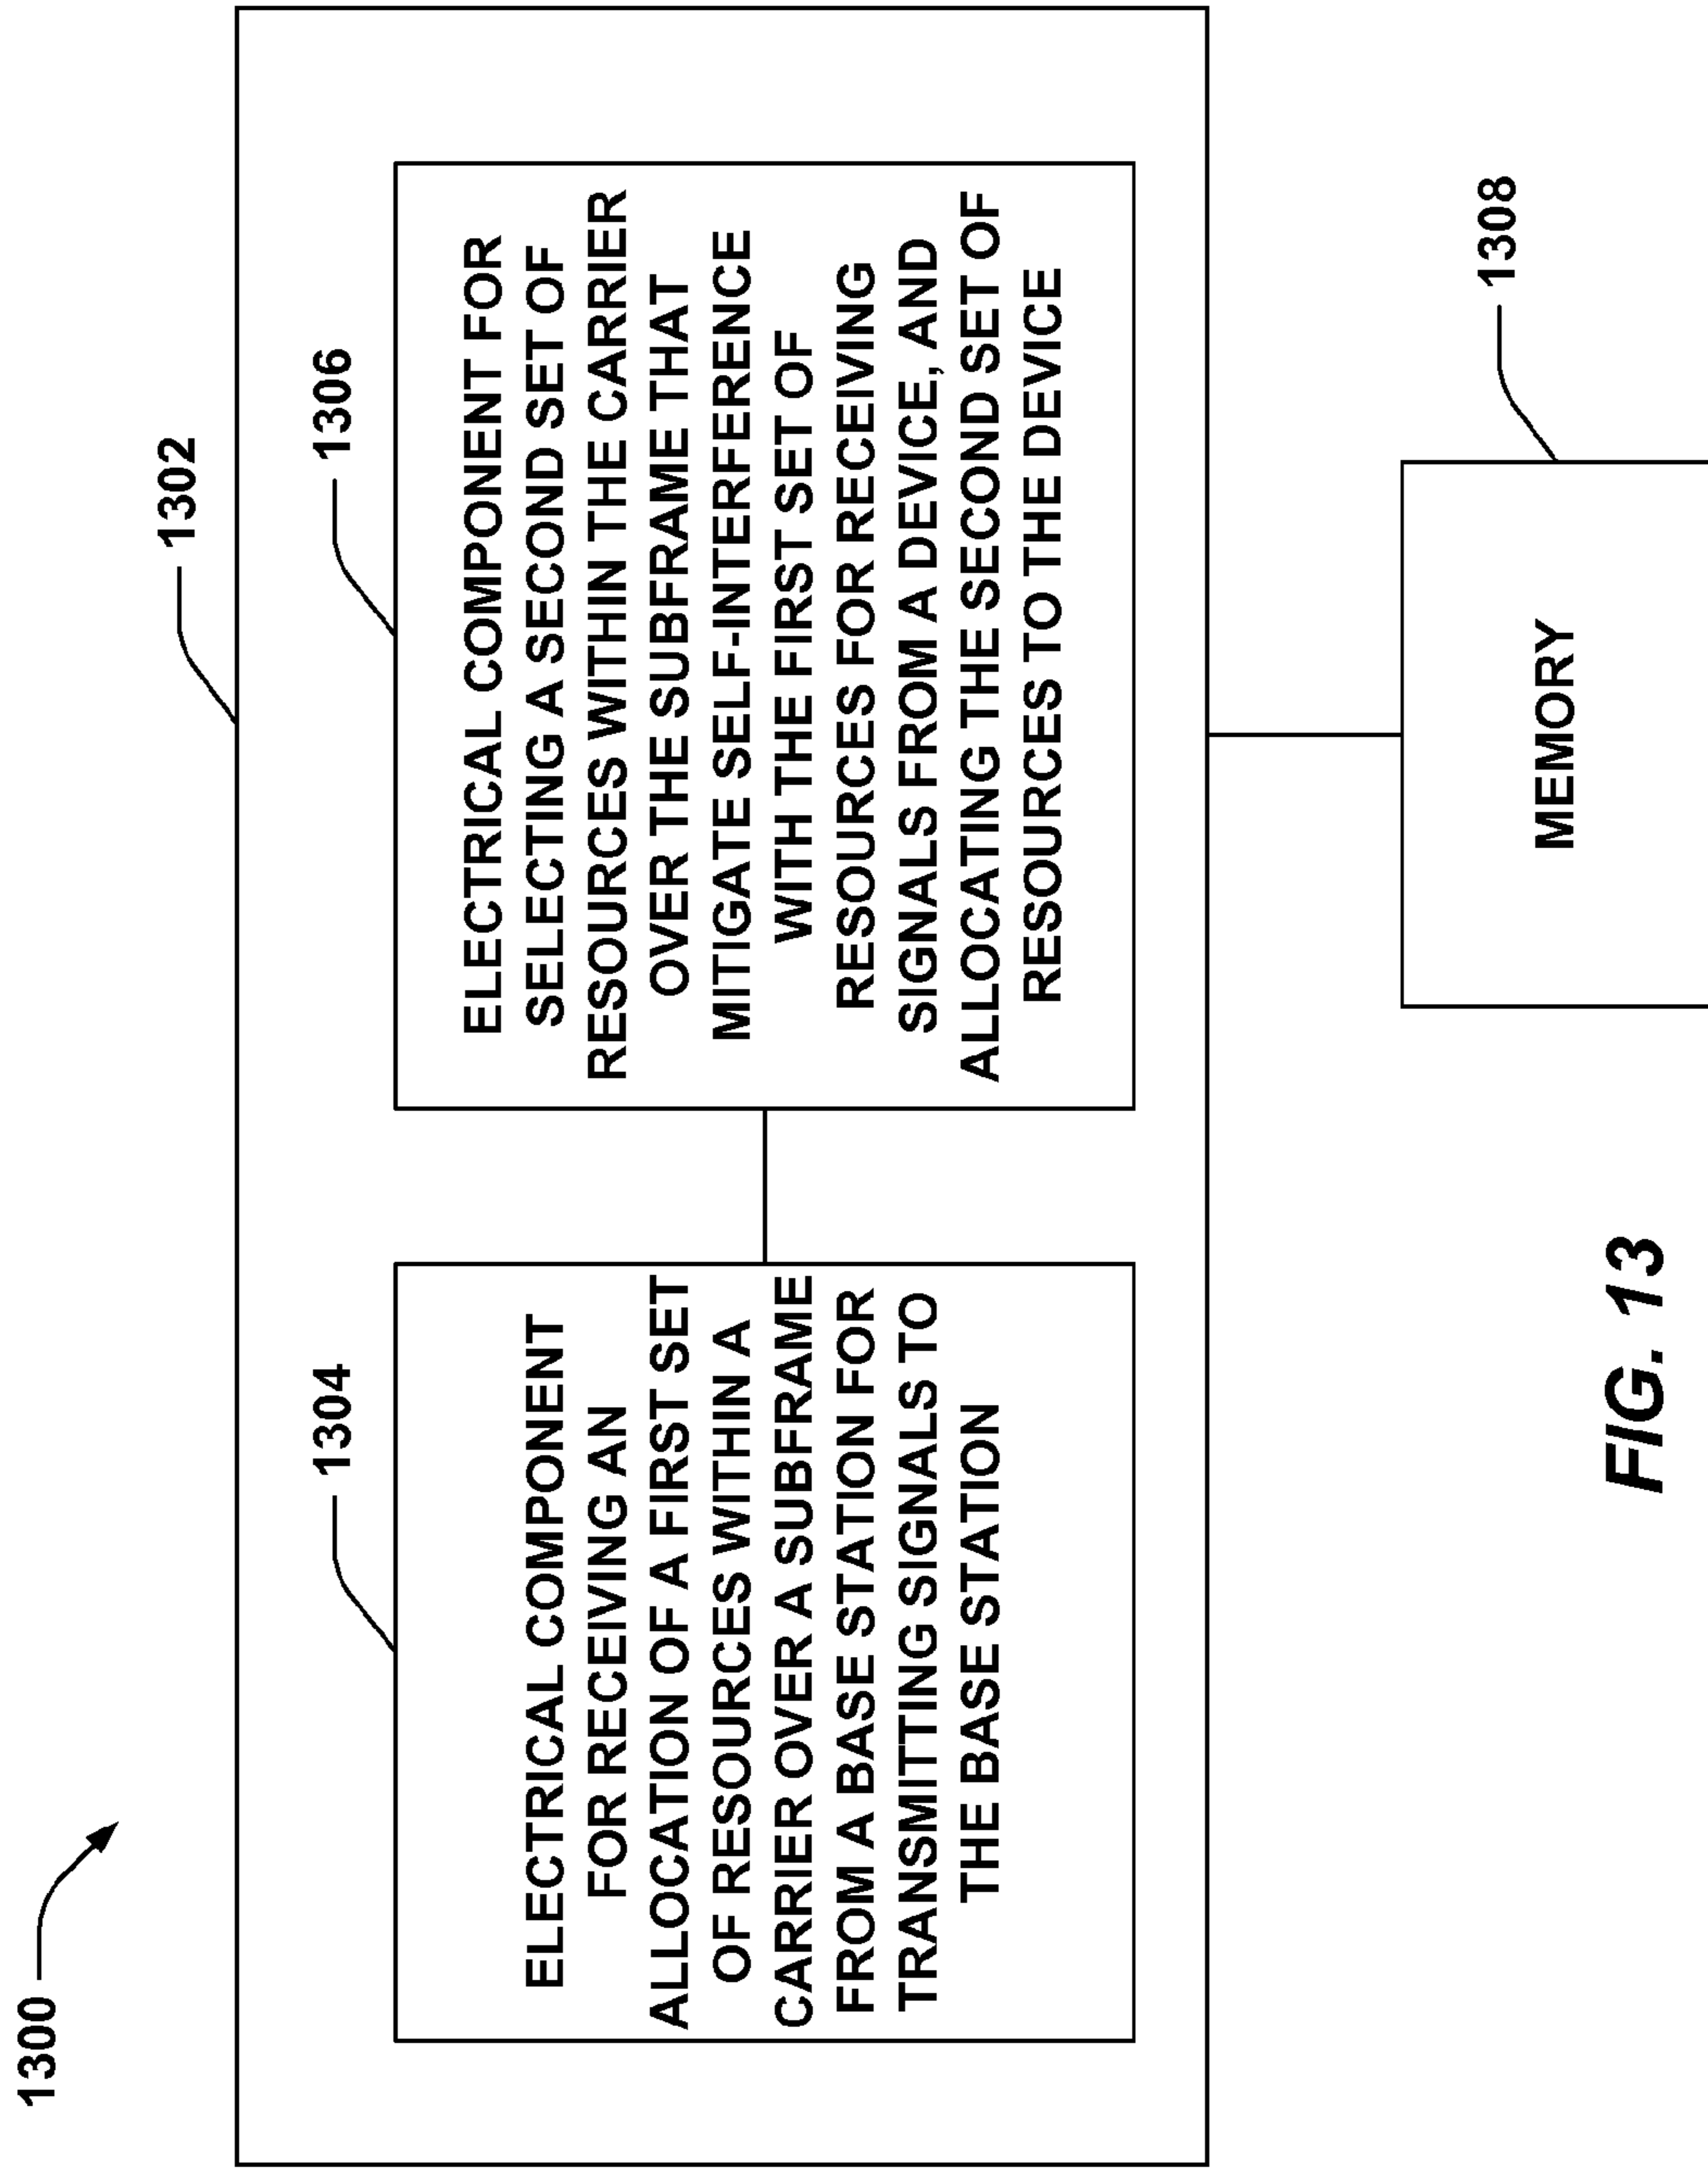 1300
1302
1304
ELECTRICAL COMPONENT
FOR RECEIVING AN
ALLOCATION OF A FIRST SET
OF RESOURCES WITHIN A
CARRIER OVER A SUBFRAME
FROM A BASE STATION FOR
TRANSMITTING SIGNALS TO
THE BASE STATION
1306
ELECTRICAL COMPONENT FOR
SELECTING A SECOND SET OF
RESOURCES WITHIN THE CARRIER
OVER THE SUBFRAME THAT
MITIGATE SELF-INTERFERENCE
WITH THE FIRST SET OF
RESOURCES FOR RECEIVING
SIGNALS FROM A DEVICE, AND
ALLOCATING THE SECOND SET OF
RESOURCES TO THE DEVICE
1308
MEMORY
FIG. 13